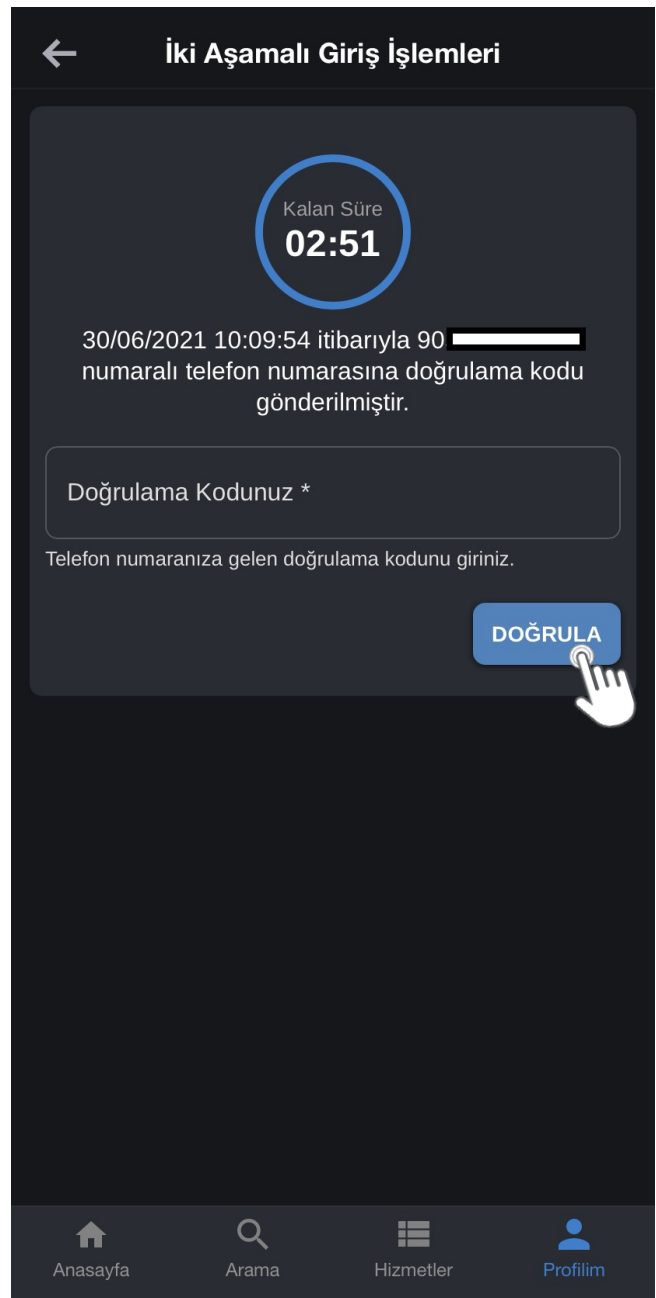 İki Aşamalı Giriş İşlemleri
Kalan Süre
02:51
30/06/2021 10:09:54 itibarıyla 90
numaralı telefon numarasına doğrulama kodu
gönderilmiştir.
Doğrulama Kodunuz *
Telefon numaranıza gelen doğrulama kodunu giriniz.
DOĞRULA
Anasayfa Arama Hizmetler Profilim